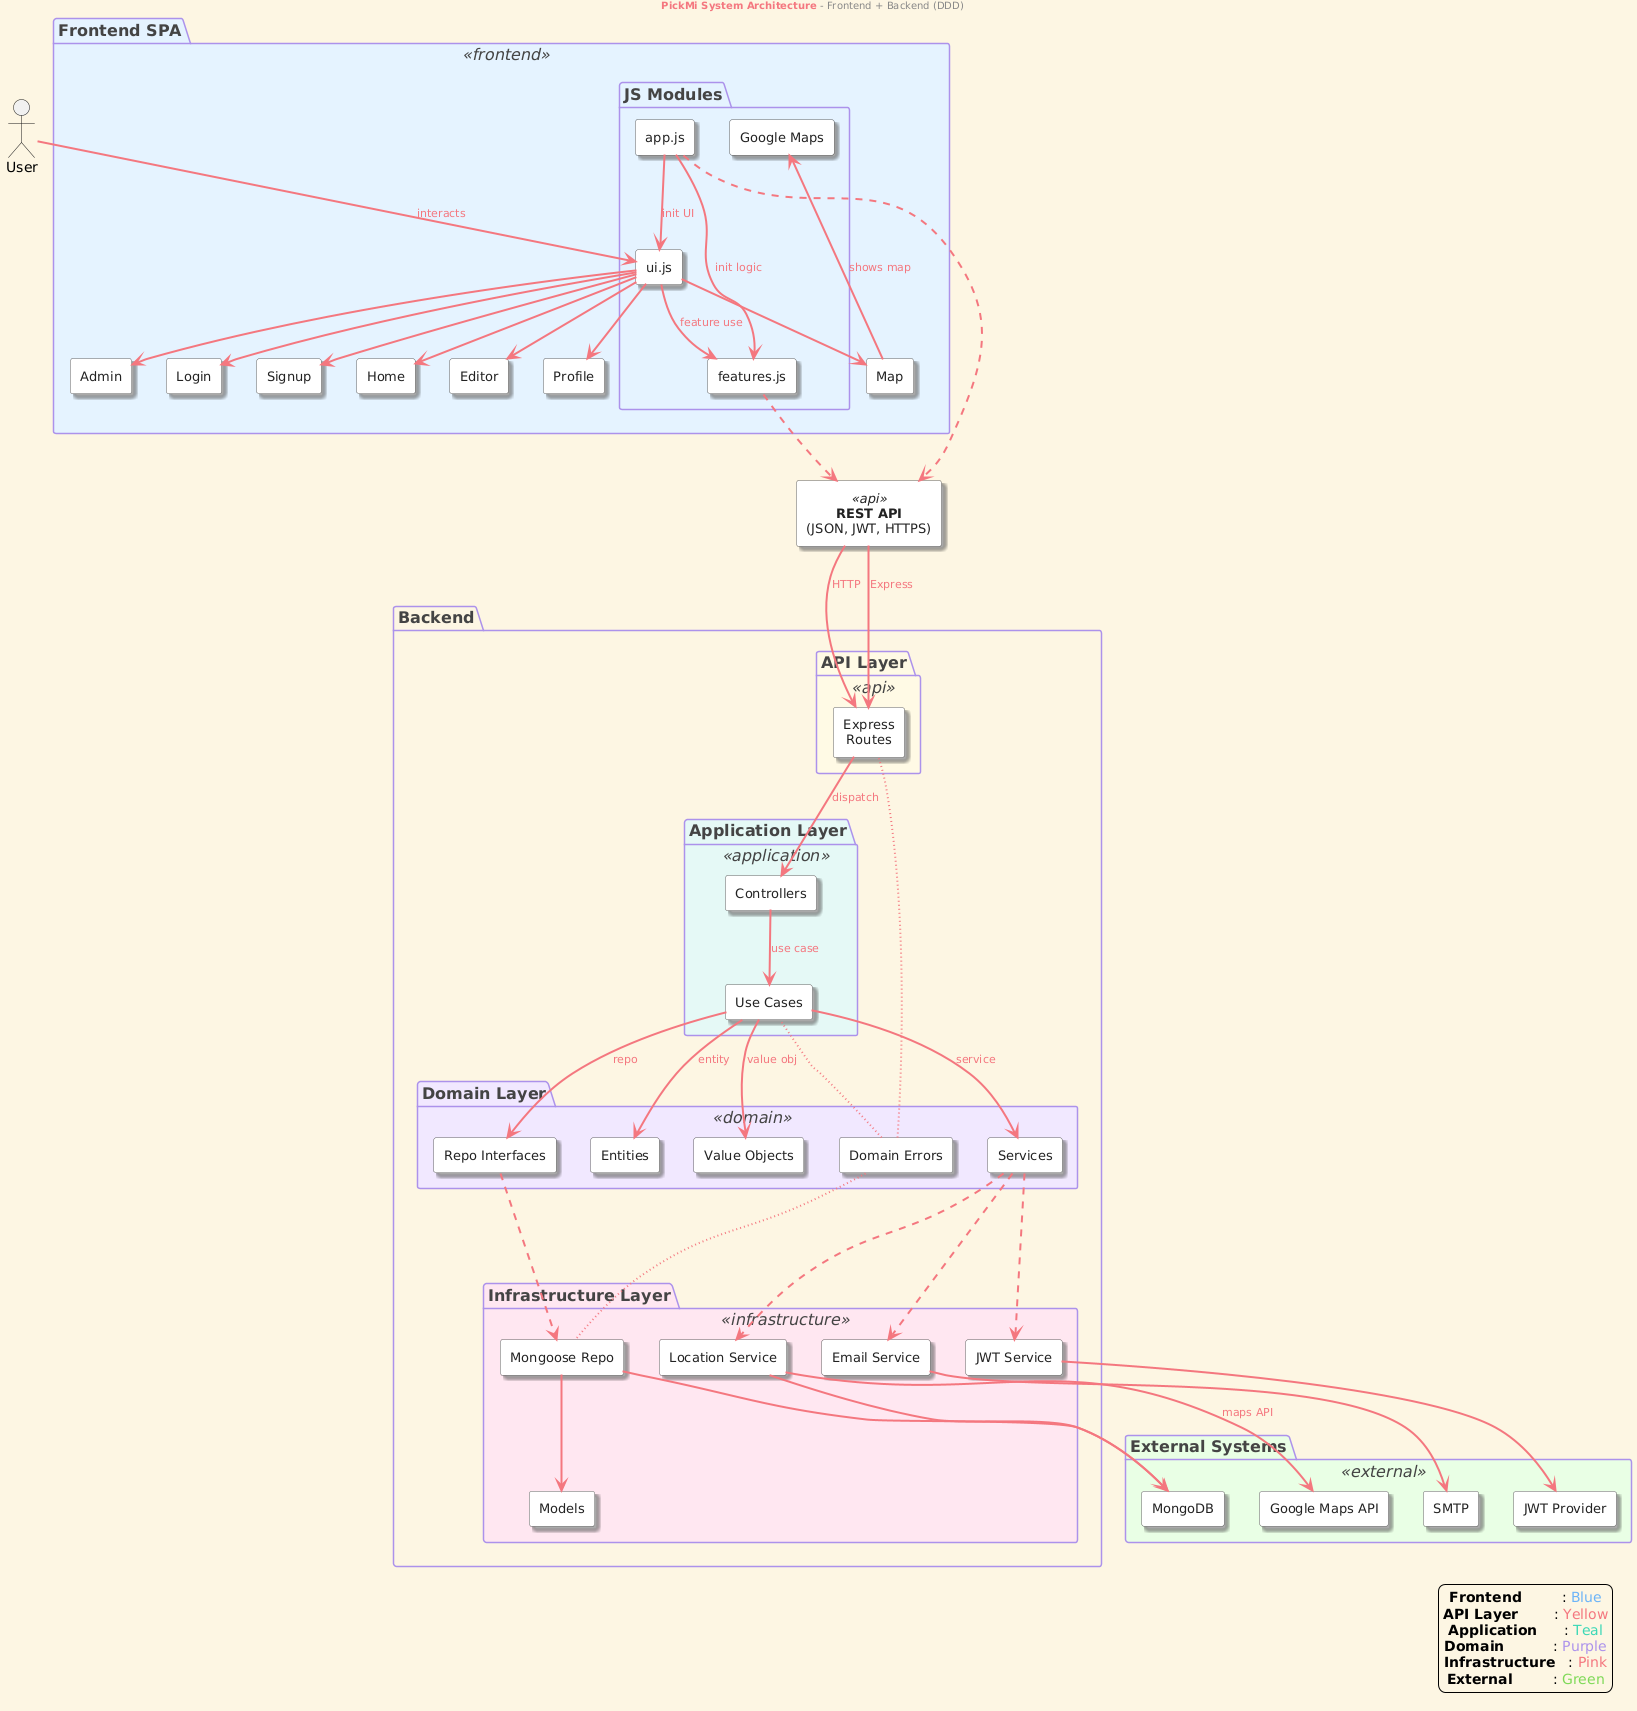 PickMi System Architecture - Frontend + Backend (DDD)
Frontend SPA
«frontend»
JS Modules
app.js
Google Maps
User
interacts
init UI
ui.js
init logic
shows map
feature use
Admin
Login
Signup
Home
Editor
Profile
features.js
Map
«api»
REST API
(JSON, JWT, HTTPS)
HTTP
Express
Backend
API Layer
«api»
Express
Routes
dispatch
Application Layer
«application»
Controllers
use case
Use Cases
repo
entity
value obj
service
Domain Layer
«domain»
Repo Interfaces
Entities
Value Objects
Domain Errors
Services
Infrastructure Layer
«infrastructure»
Mongoose Repo
Location Service
Email Service
JWT Service
maps API
External Systems
«external»
Models
MongoDB
Google Maps API
SMTP
JWT Provider
Frontend : Blue
API Layer : Yellow
Application : Teal
Domain : Purple
Infrastructure : Pink
External : Green